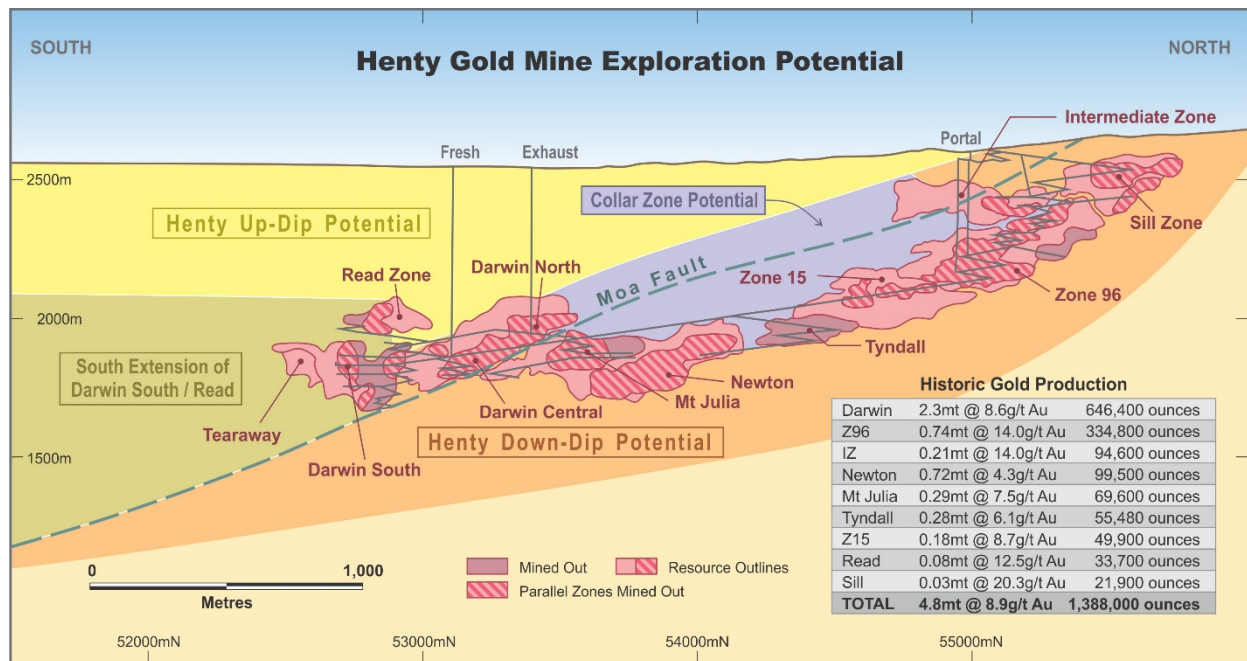 SOUTH
NORTH
Henty Gold Mine Exploration Potential
Intermediate Zone
Portal
Fresh
Exhaust
2500m
Collar Zone Potential
Henty Up-Dip Potential
Sill Zone
Read Zone
Darwin North
Moa Fault
Zone 15
Zone 96
2000m
South Extension of
Darwin South / Read
Tyndall
Newton
Mt Julia
Darwin Central
Tearaway
Henty Down-Dip Potential
1500m
Darwin South
Historic Gold Production
Darwin 2.3mt @ 8.6g/t Au 646,400 ounces
Z96 0.74mt @ 14.0g/t Au 334,800 ounces
IZ 0.21mt @ 14.0g/t Au 94,600 ounces
Newton 0.72mt @ 4.3g/t Au 99,500 ounces
Mt Julia 0.29mt @ 7.5g/t Au 69,600 ounces
Tyndall 0.28mt @ 6.1g/t Au 55,480 ounces
Z15 0.18mt @ 8.7g/t Au 49,900 ounces
Read 0.08mt @ 12.5g/t Au 33,700 ounces
Sill 0.03mt @ 20.3g/t Au 21,900 ounces
TOTAL 4.8mt @ 8.9g/t Au 1,388,000 ounces
0 1,000
Metres
Mined Out
Resource Outlines
Parallel Zones Mined Out
52000mN 53000mN 54000mN 55000mN